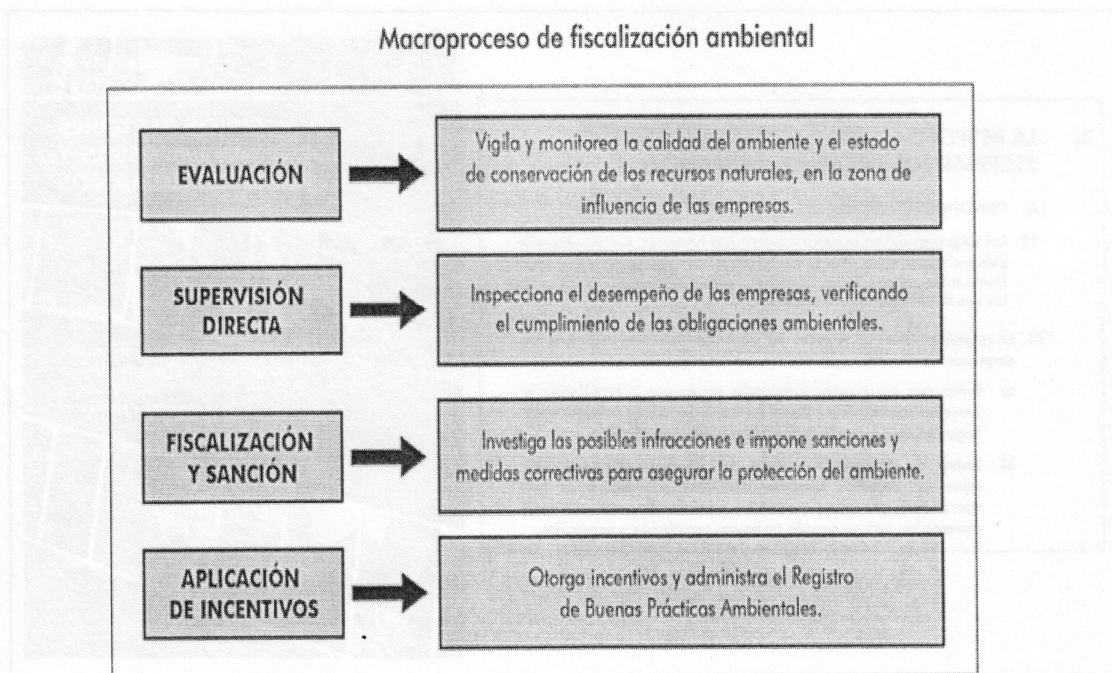 Macroproceso de fiscalización ambiental
EVALUACIÓN
Vigila y monitorea la calidad del ambiente y el estado
de conservación de los recursos naturales, en la zona de
influencia de las empresas.
SUPERVISIÓN
DIRECTA
Inspecciona el desempeño de las empresas, verificando
el cumplimiento de las obligaciones ambientales.
FISCALIZACIÓN
Y SANCIÓN
Investiga las posibles infracciones e impone sanciones y
medidas correctivas para asegurar la protección del ambiente.
APLICACIÓN
DE INCENTIVOS
Otorga incentivos y administra el Registro
de Buenas Prácticas Ambientales.